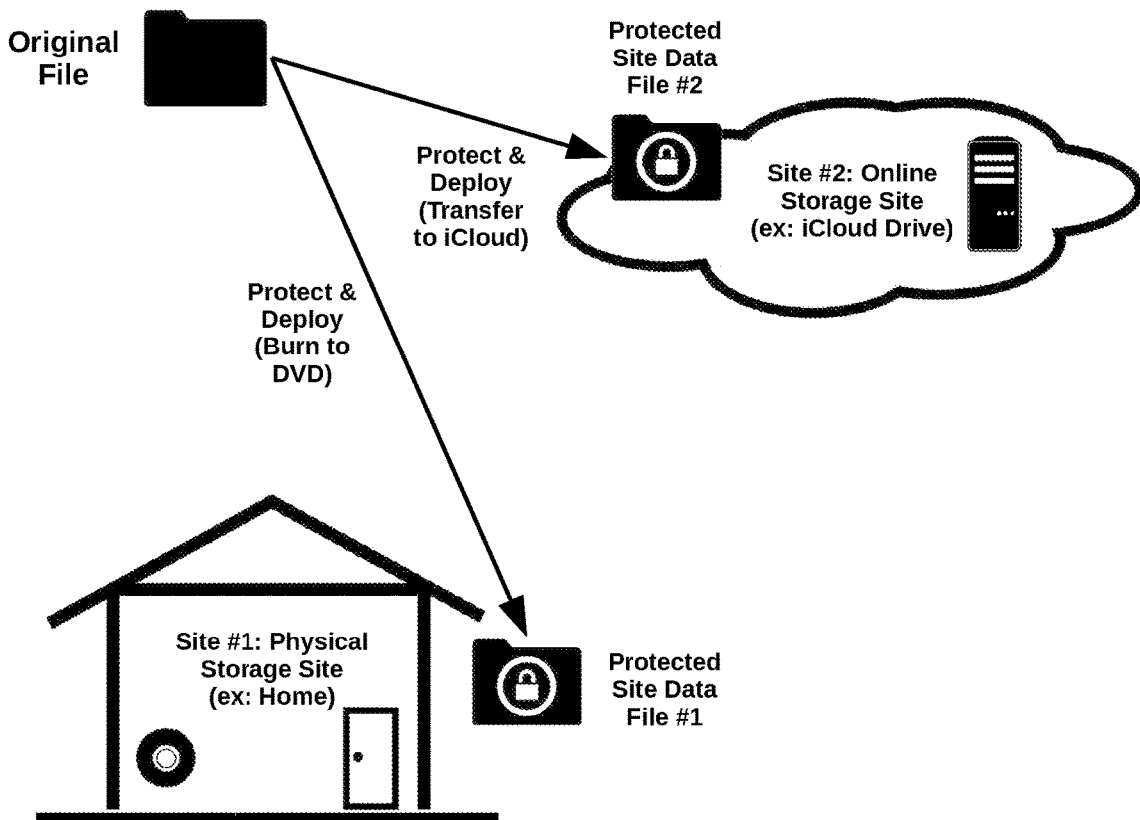 Original
File
Protected
Site Data
File #2
Protect &
Deploy
(Transfer
to iCloud)
Site #2: Online
Storage Site
(ex: iCloud Drive)
Protect &
Deploy
(Burn to
DVD)
Site #1: Physical
Storage Site
(ex: Home)
Protected
Site Data
File #1